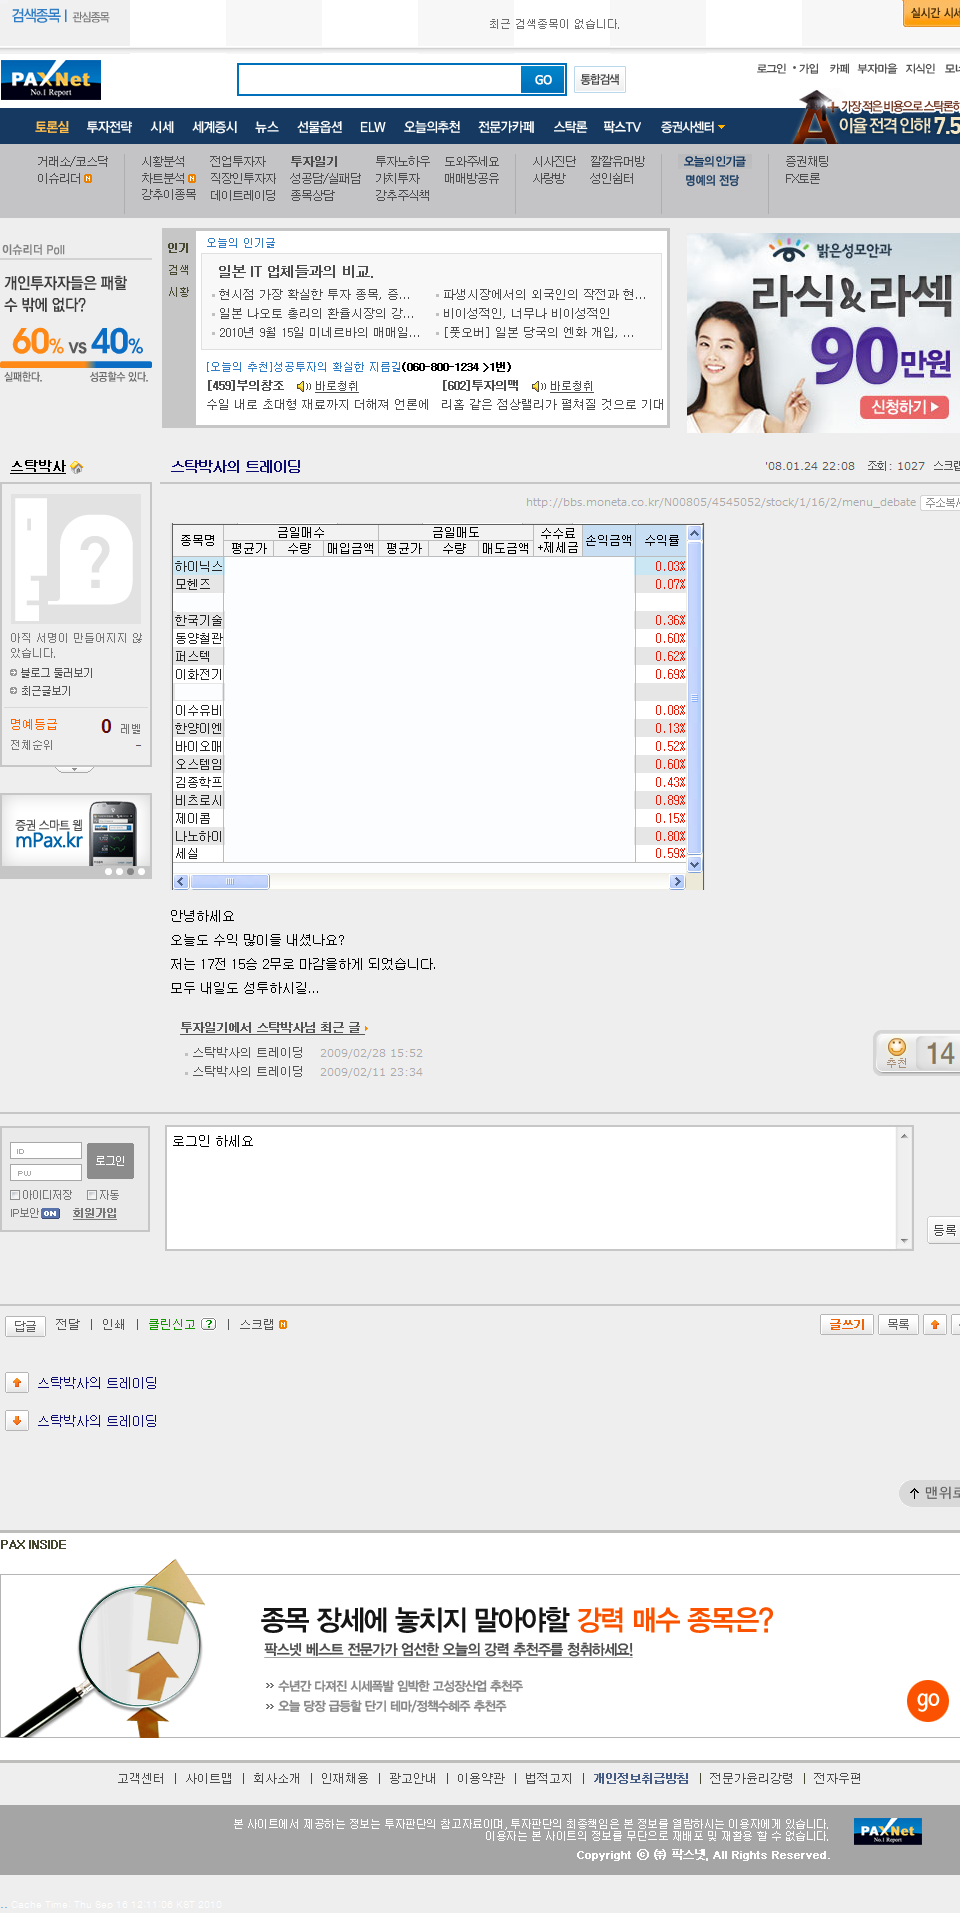 검색종목 | 관심종목
최근 검색종목이 없습니다.
실시간 시세
PAXNet
No.1 Report
GO
통합검색
로그인 • 가입 카페 부자마을 지식인 모네
가장 적은 비용으로 스탁론하
이율 전격 인하! 7.5
토론실 투자전략 시세 세계증시 뉴스 선물옵션 ELW 오늘의추천 전문가카페 스탁론 팍스TV 증권사센터
거래소/코스닥 시황분석 전업투자자 투자일기 투자노하우 도와주세요 시사진단 깔깔유머방 오늘의 인기글 증권채팅
이슈리더 차트분석 직장인투자자 성공담/실패담 가치투자 매매방공유 사랑방 성인쉼터 명예의 전당 FX토론
강추이종목 데이트레이딩 종목상담 강추주식책
이슈리더 Poll
개인투자자들은 패할
수 밖에 없다?
60% VS 40%
실패한다. 성공할수 있다.
인기
검색
시황
오늘의 인기글
일본 IT 업체들과의 비교.
현시점 가장 확실한 투자 종목, 증...
파생시장에서의 외국인의 작전과 현...
일본 나오토 총리의 환율시장의 강...
비이성적인, 너무나 비이성적인
2010년 9월 15일 미네르바의 매매일...
[풋오버] 일본 당국의 엔화 개입, ...
[오늘의 추천]성공투자의 확실한 지름길(060-800-1234 >1번)
[459]부의창조 바로청취 [602]투자의맥 바로청취
수일 내로 초대형 재료까지 더해져 언론에 리홈 같은 점상랠리가 펼쳐질 것으로 기대
밝은성모안과
라식&라섹
90만원
신청하기
스탁박사
스탁박사의 트레이딩
'08.01.24 22:08 조회: 1027 스크랩
http://bbs.moneta.co.kr/N00805/4545052/stock/1/16/2/menu_debate 주소복사
?
아직 서명이 만들어지지 않
았습니다.
블로그 둘러보기
최근글보기
명예등급 0 레벨
전체순위 -
증권 스마트 웹
mPax.kr
종목명 금일매수 금일매도 수수료 +제세금 손익금액 수익률
평균가 수량 매입금액 평균가 수량 매도금액
하이닉스 0.03%
모헨즈 0.07%
한국기술 0.36%
동양철관 0.60%
퍼스텍 0.62%
이화전기 0.69%
이수유비 0.08%
한양이엔 0.13%
바이오매 0.52%
오스템임 0.60%
김종학프 0.43%
비츠로시 0.89%
제이콤 0.15%
나노하이 0.80%
세실 0.59%
안녕하세요
오늘도 수익 많이들 내셨나요?
저는 17전 15승 2무로 마감을하게 되었습니다.
모두 내일도 성투하시길...
투자일기에서 스탁박사님 최근 글
스탁박사의 트레이딩 2009/02/28 15:52
스탁박사의 트레이딩 2009/02/11 23:34
추천 14
ID
PW
로그인
아이디저장 자동
IP보안 ON 회원가입
로그인 하세요
등록
답글 전달 | 인쇄 | 클린신고 ? | 스크랩
글쓰기 목록
스탁박사의 트레이딩
스탁박사의 트레이딩
맨위로
PAX INSIDE
종목 장세에 놓치지 말아야할 강력 매수 종목은?
팍스넷 베스트 전문가가 엄선한 오늘의 강력 추천주를 청취하세요!
» 수년간 다져진 시세폭발 임박한 고성장산업 추천주
» 오늘 당장 급등할 단기 테마/정책수혜주 추천주
go
고객센터 | 사이트맵 | 회사소개 | 인재채용 | 광고안내 | 이용약관 | 법적고지 | 개인정보취급방침 | 전문가윤리강령 | 전자우편
본 사이트에서 제공하는 정보는 투자판단의 참고자료이며, 투자판단의 최종책임은 본 정보를 열람하시는 이용자에게 있습니다.
이용자는 본 사이트의 정보를 무단으로 재배포 및 재활용 할 수 없습니다.
Copyright ⓒ ㈜ 팍스넷, All Rights Reserved.
PAXNet
No.1 Report
.. Cache Time: Thu Sep 16 12:11:06 KST 2010